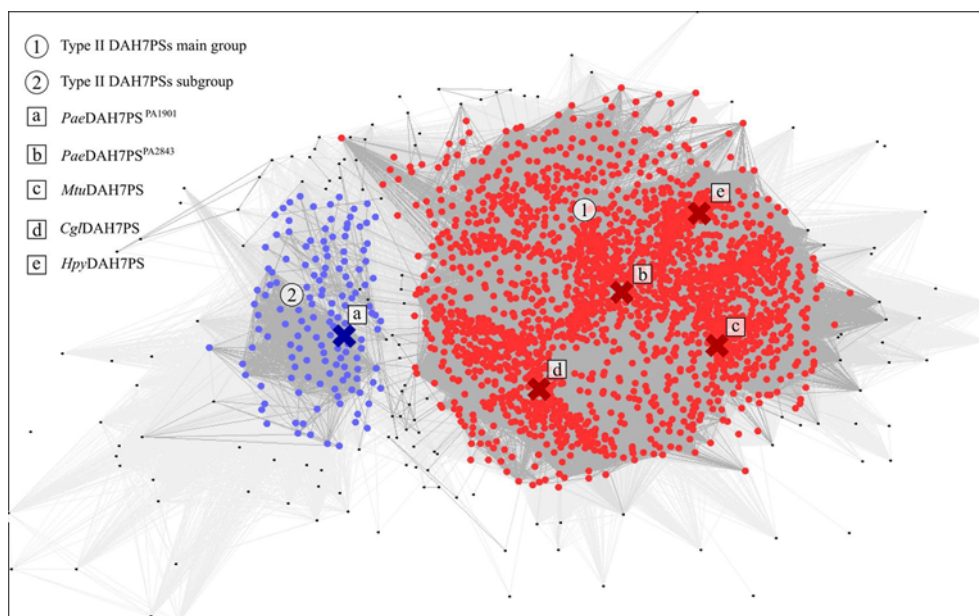 1 Type II DAH7PSs main group
2 Type II DAH7PSs subgroup
a PaeDAH7PS^PA1901
b PaeDAH7PS^PA2843
c MtuDAH7PS
d CglDAH7PS
e HpyDAH7PS
e
1
b
2
a
c
d